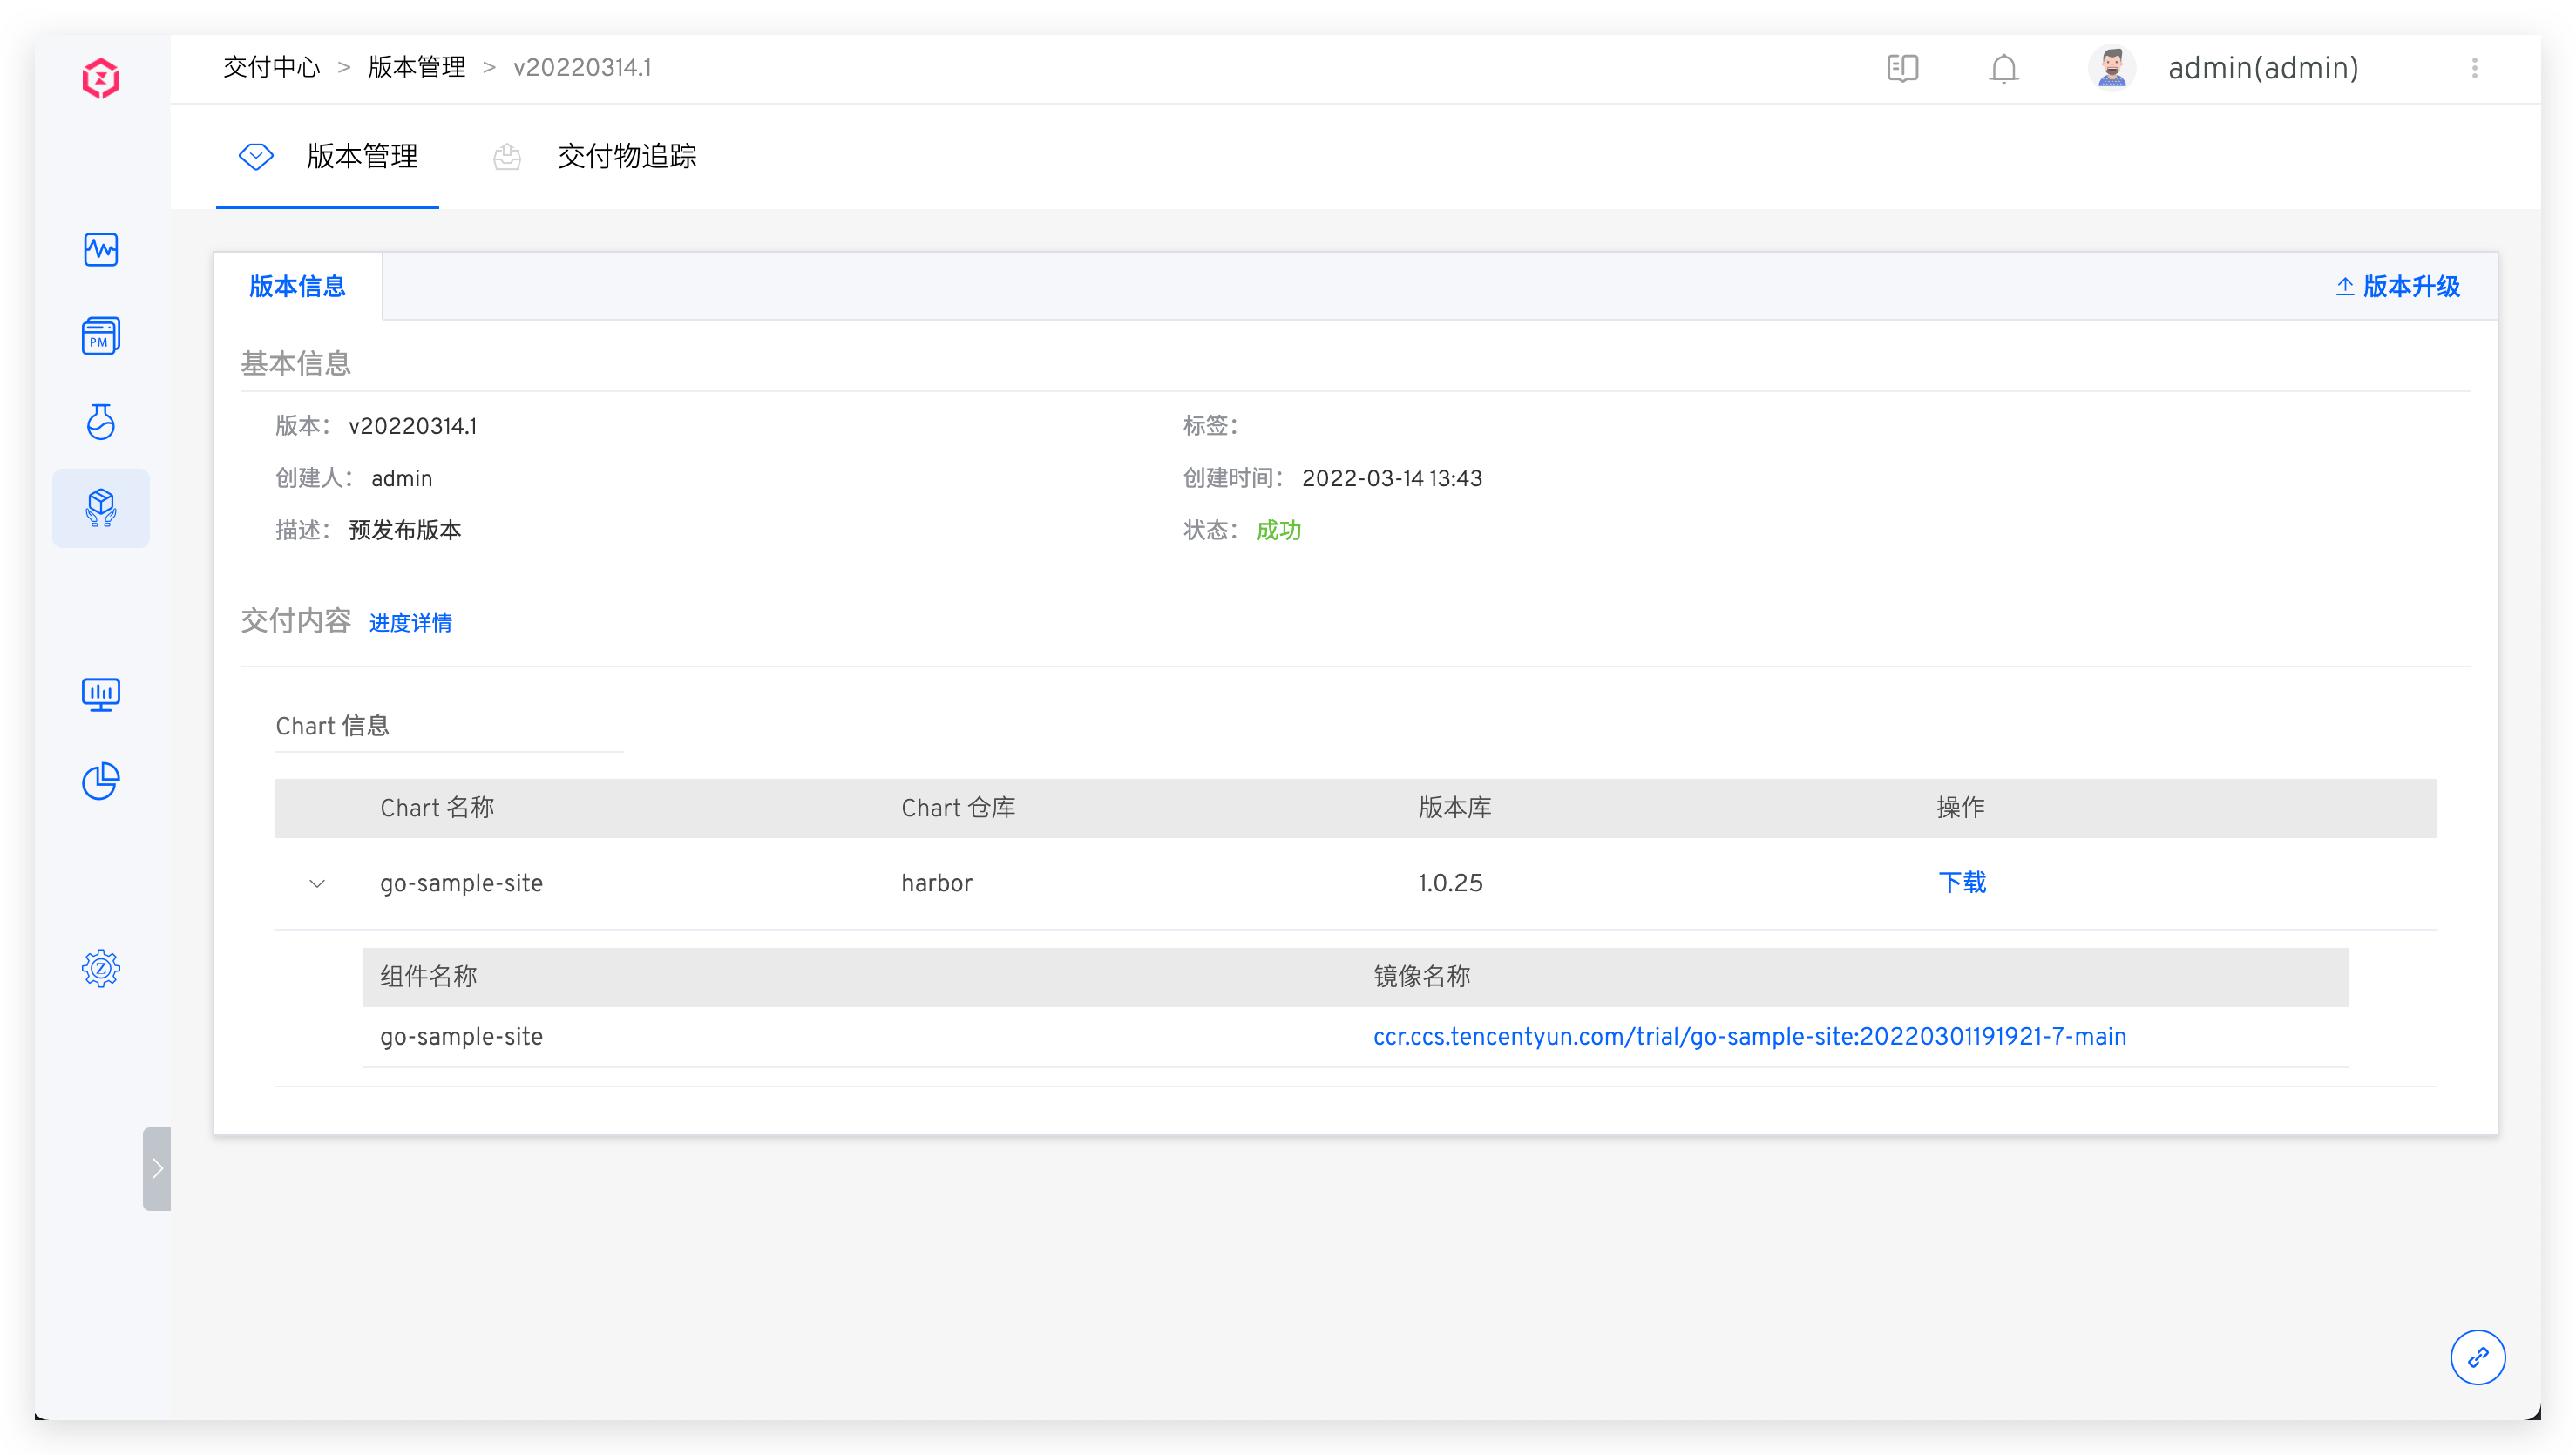 交付中心 > 版本管理 > v20220314.1
admin(admin)
版本管理
交付物追踪
PM
Z
版本信息
版本升级
基本信息
版本： v20220314.1
标签：
创建人： admin
创建时间： 2022-03-14 13:43
描述： 预发布版本
状态： 成功
交付内容 进度详情
Chart 信息
Chart 名称 Chart 仓库 版本库 操作
go-sample-site harbor 1.0.25 下载
组件名称 镜像名称
go-sample-site ccr.ccs.tencentyun.com/trial/go-sample-site:20220301191921-7-main